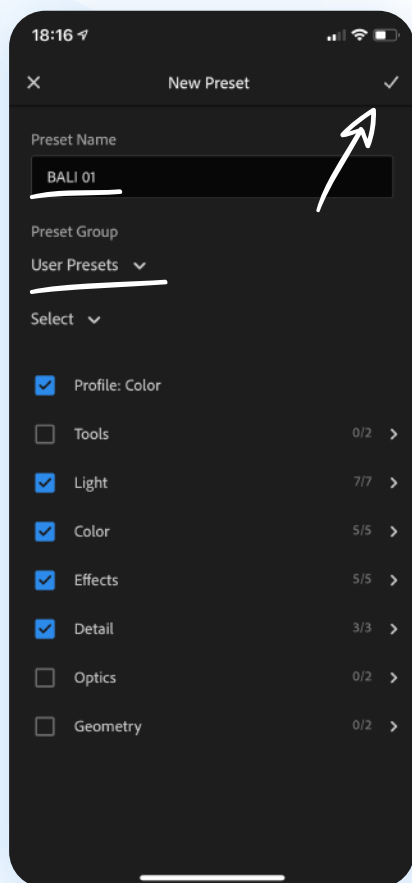 18:16
New Preset
Preset Name
BALI 01
Preset Group
User Presets
Select
Profile: Color
Tools 0/2
Light 7/7
Color 5/5
Effects 5/5
Detail 3/3
Optics 0/2
Geometry 0/2